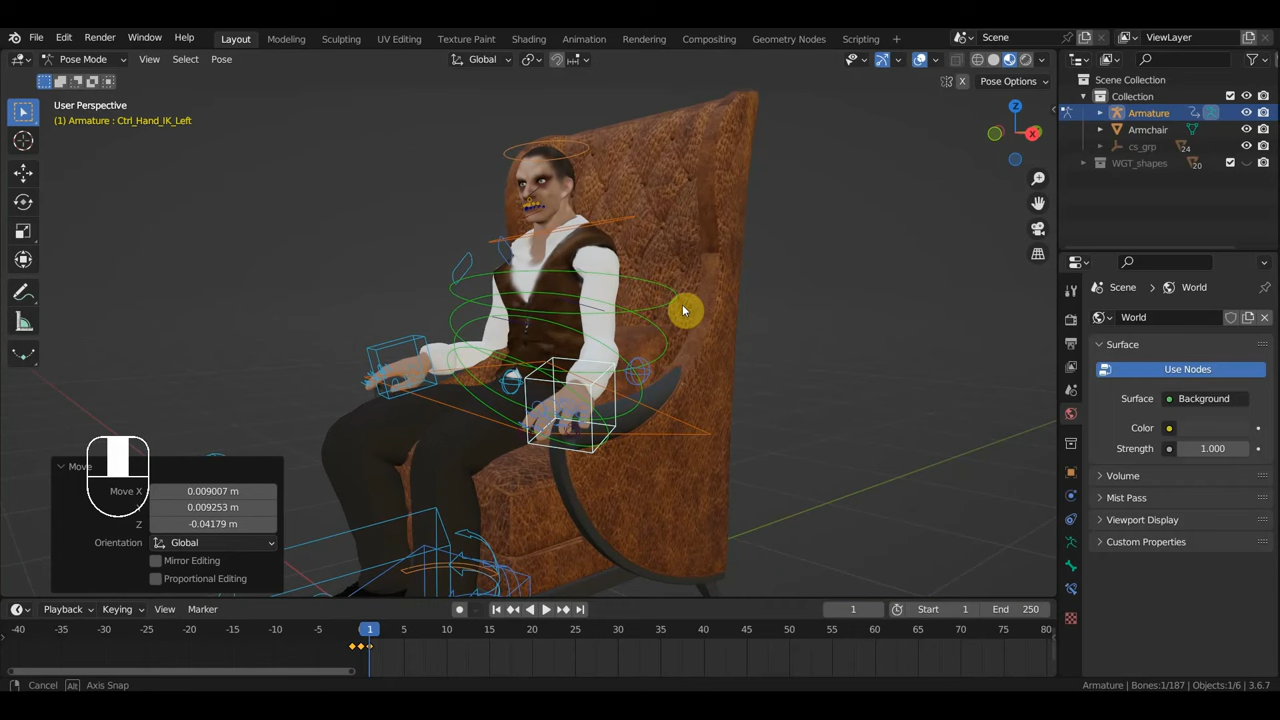 File Edit Render Window Help Layout Modeling Sculpting UV Editing Texture Paint Shading Animation Rendering Compositing Geometry Nodes Scripting + Scene ViewLayer
Pose Mode View Select Pose Global
X Pose Options
Scene Collection
Collection
Armature
Armchair
cs_grp 24
WGT_shapes 20
User Perspective
(1) Armature : Ctrl_Hand_IK_Left
Z
X
Scene > World
World
Surface
Use Nodes
Surface Background
Color
Strength 1.000
Volume
Mist Pass
Viewport Display
Custom Properties
Move
Move X 0.009007 m
0.009253 m
Z -0.04179 m
Orientation Global
Mirror Editing
Proportional Editing
Playback Keying View Marker 1 Start 1 End 250
-40 -35 -30 -25 -20 -15 -10 -5 1 5 10 15 20 25 30 35 40 45 50 55 60 65 70 75 80
Cancel Alt Axis Snap Armature | Bones:1/187 | Objects:1/6 | 3.6.7